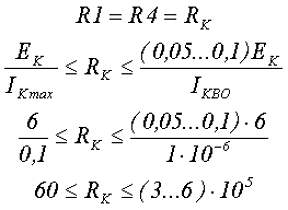 R1 = R4 = R_K
E_K / I_Kmax ≤ R_K ≤ (0,05...0,1)E_K / I_KBO
6 / 0,1 ≤ R_K ≤ (0,05...0,1)·6 / 1·10^-6
60 ≤ R_K ≤ (3...6)·10^5